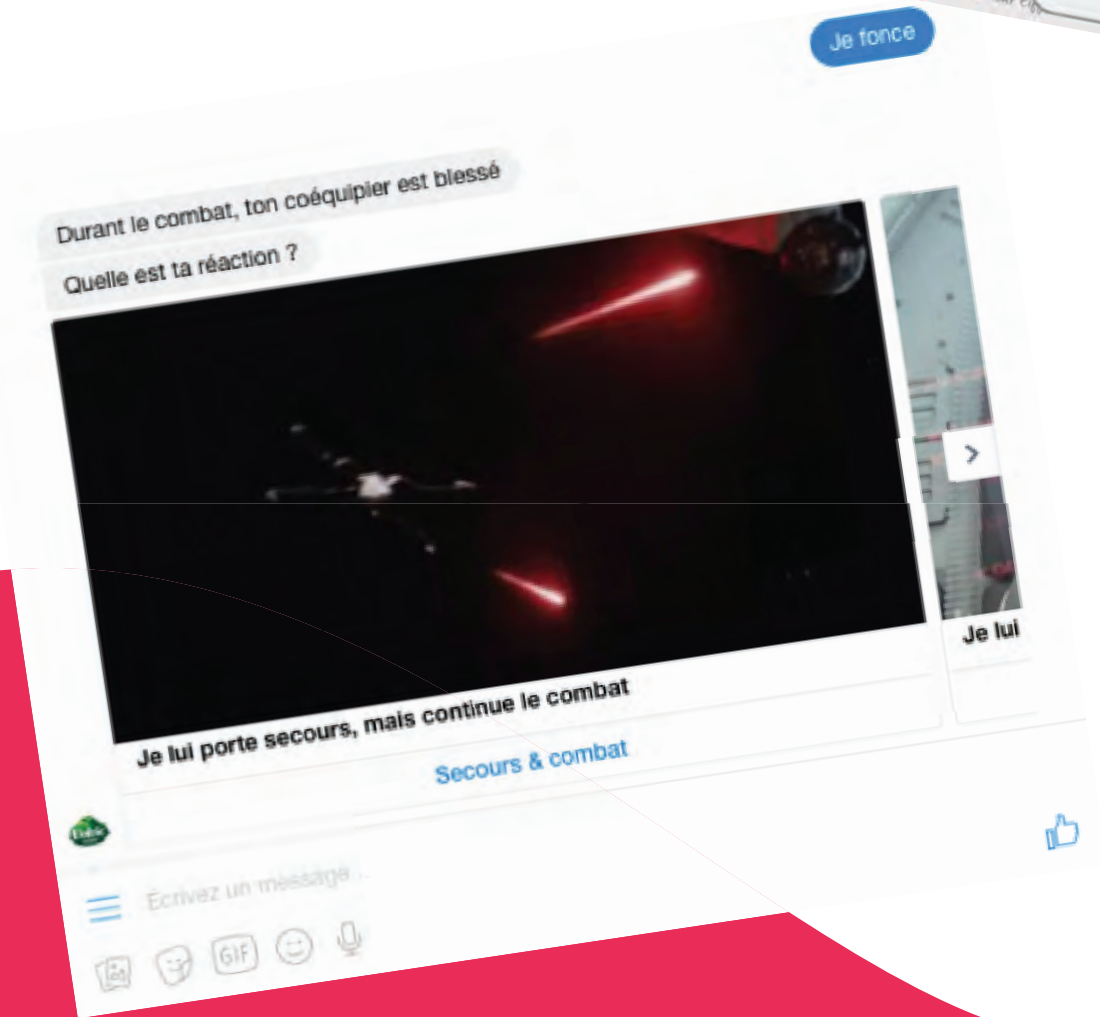 Je fonce
Durant le combat, ton coéquipier est blessé
Quelle est ta réaction ?
Je lui porte secours, mais continue le combat
Je lui
Secours & combat
Écrivez un message ...
GIF